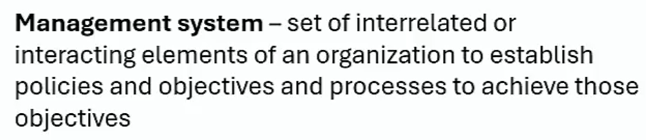 Management system – set of interrelated or
interacting elements of an organization to establish
policies and objectives and processes to achieve those
objectives